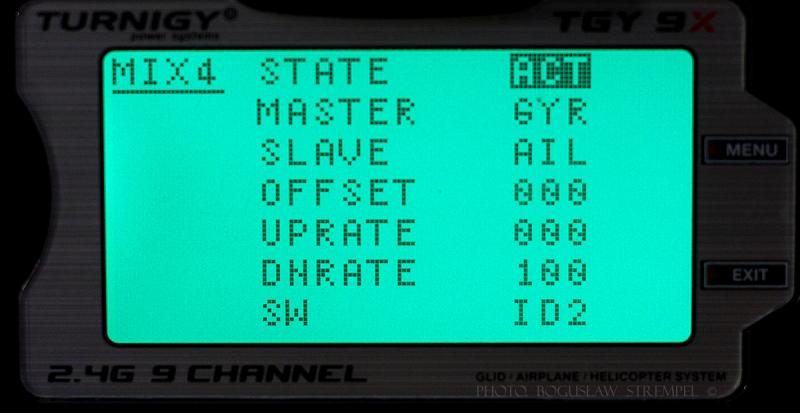 TURNIGY®
power systems
TGY 9X
MIX4 STATE ACT
MASTER GYR
SLAVE AIL
OFFSET 000
UPRATE 000
DNRATE 100
SW ID2
MENU
EXIT
2.4G 9 CHANNEL
GLID / AIRPLANE / HELICOPTER SYSTEM
PHOTO BOGUSŁAW STREMPEL ©